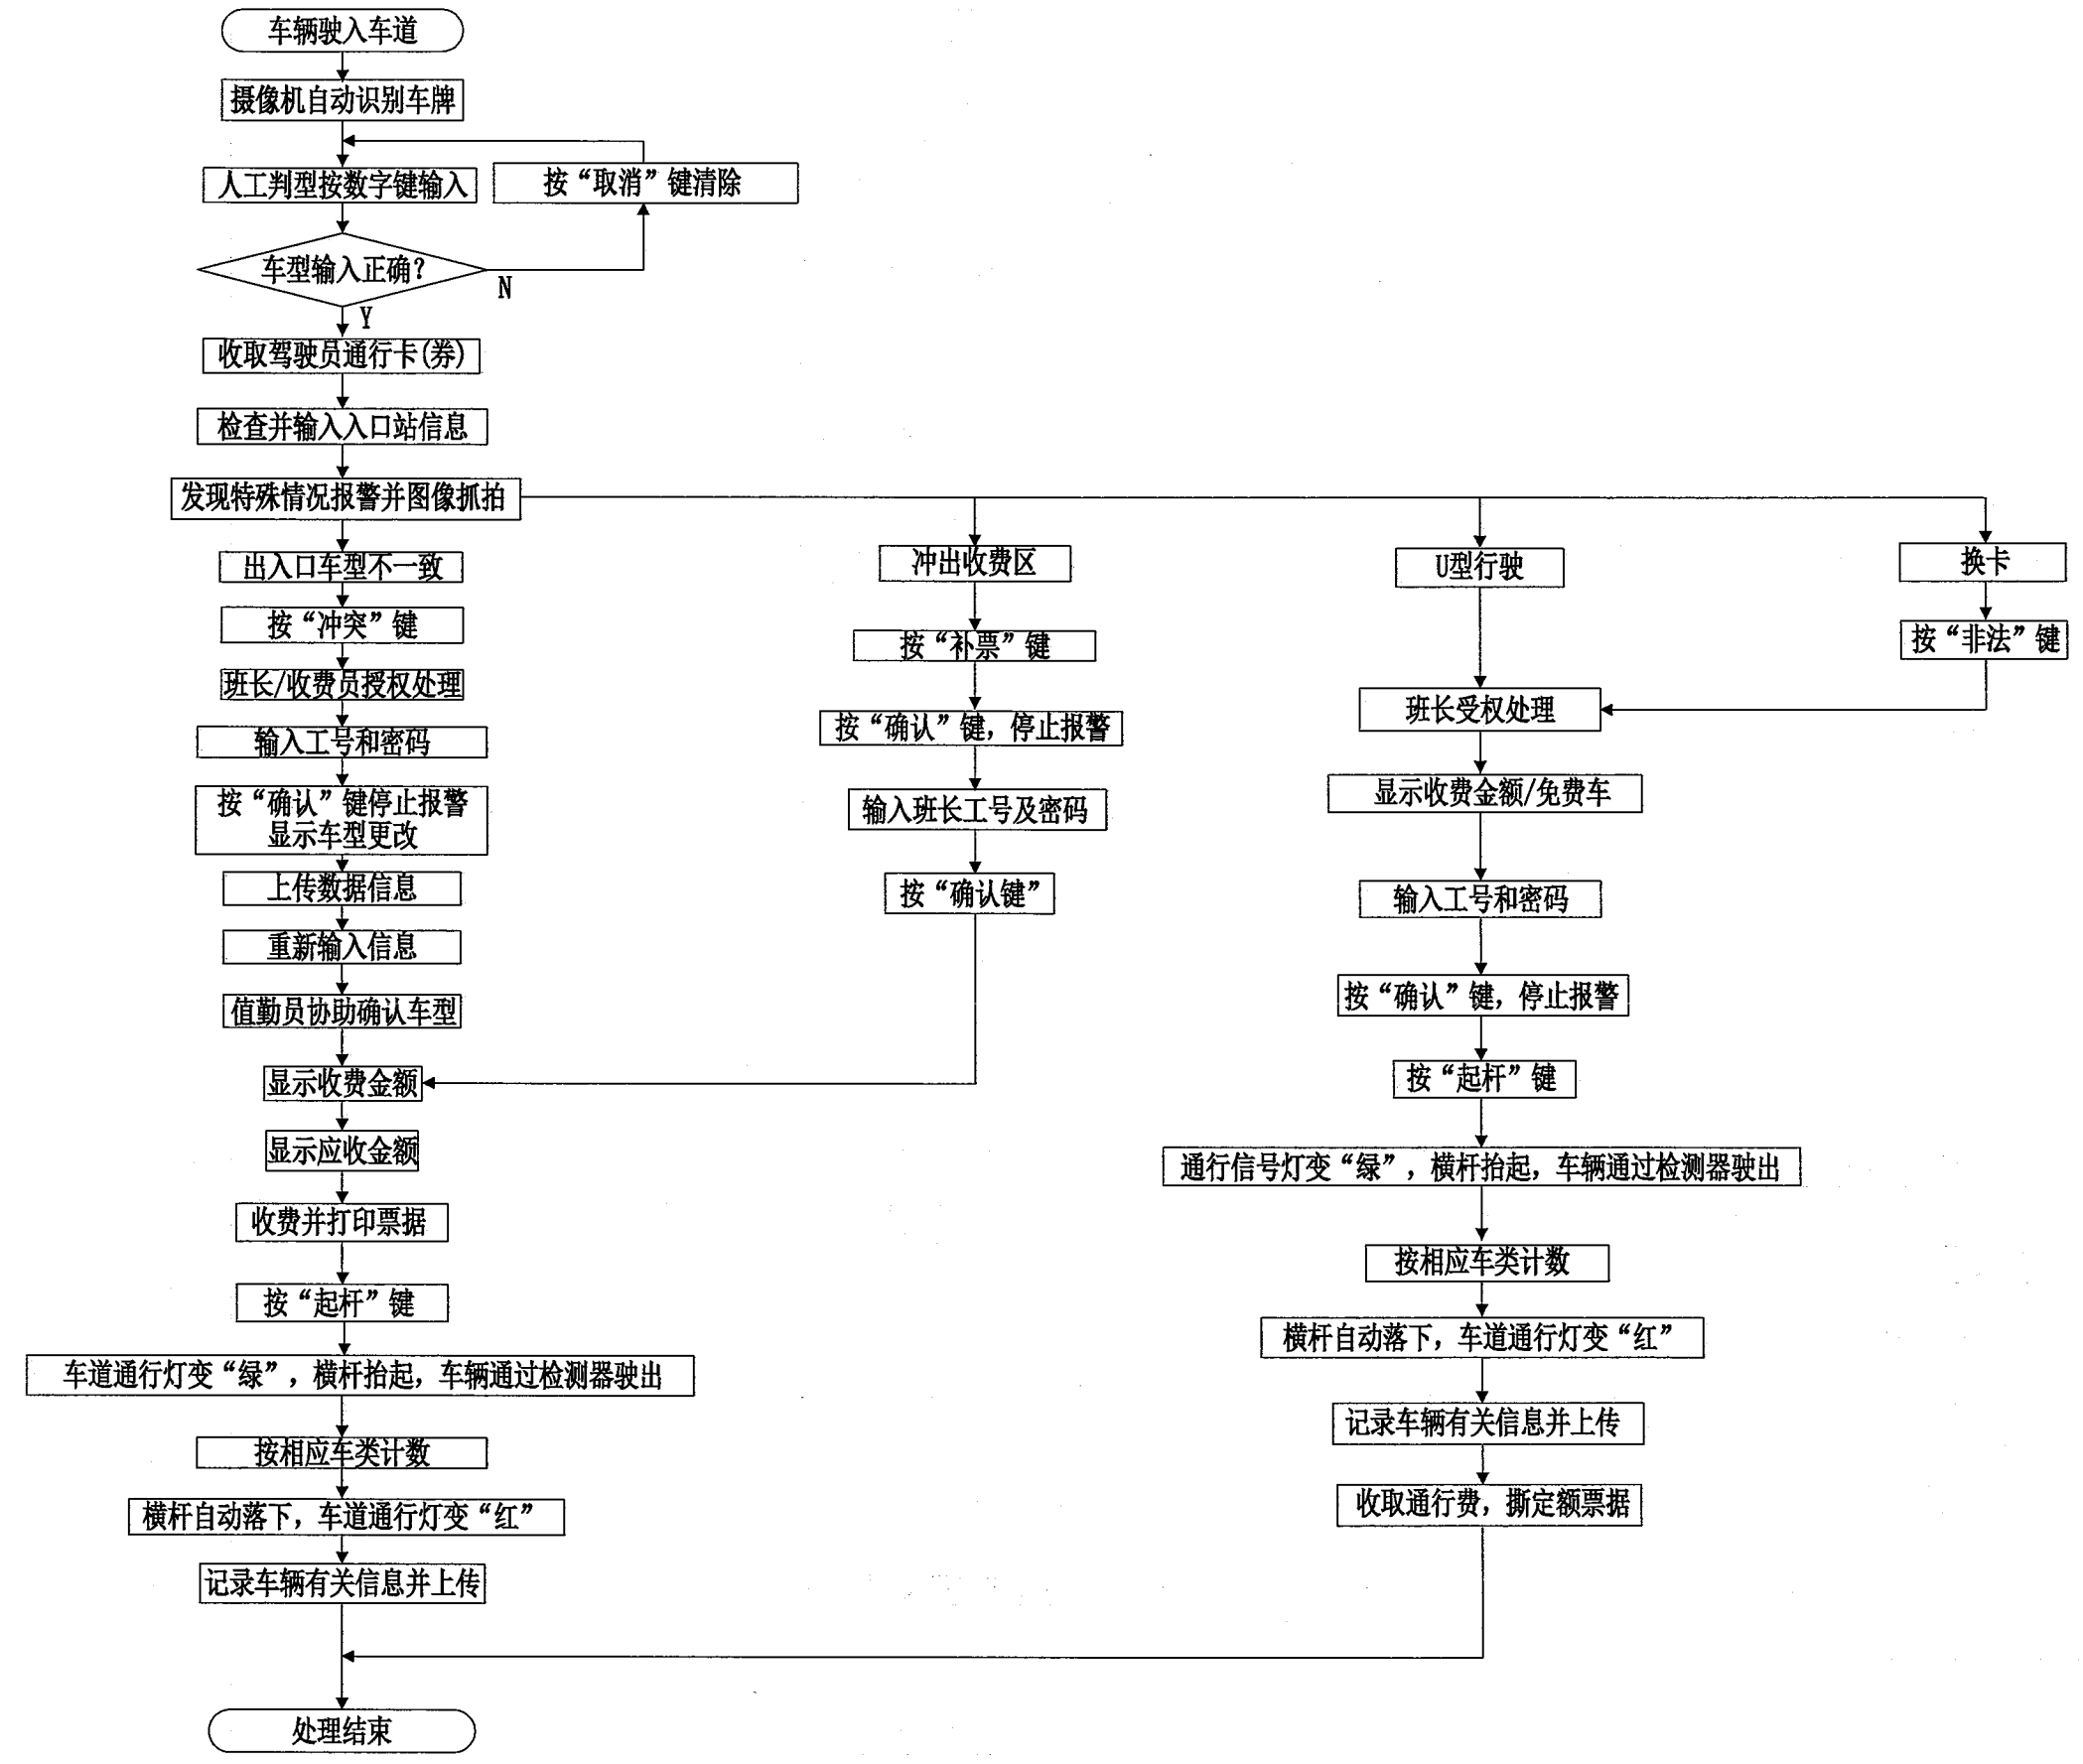 车辆驶入车道
摄像机自动识别车牌
人工判型按数字键输入
按“取消”键清除
车型输入正确?
N
Y
收取驾驶员通行卡(券)
检查并输入入口站信息
发现特殊情况报警并图像抓拍
出入口车型不一致
按“冲突”键
班长/收费员授权处理
输入工号和密码
按“确认”键停止报警
显示车型更改
上传数据信息
重新输入信息
值勤员协助确认车型
显示收费金额
显示应收金额
收费并打印票据
按“起杆”键
车道通行灯变“绿”，横杆抬起，车辆通过检测器驶出
按相应车类计数
横杆自动落下，车道通行灯变“红”
记录车辆有关信息并上传
处理结束
冲出收费区
按“补票”键
按“确认”键，停止报警
输入班长工号及密码
按“确认键”
U型行驶
班长受权处理
显示收费金额/免费车
输入工号和密码
按“确认”键，停止报警
按“起杆”键
通行信号灯变“绿”，横杆抬起，车辆通过检测器驶出
按相应车类计数
横杆自动落下，车道通行灯变“红”
记录车辆有关信息并上传
收取通行费，撕定额票据
换卡
按“非法”键